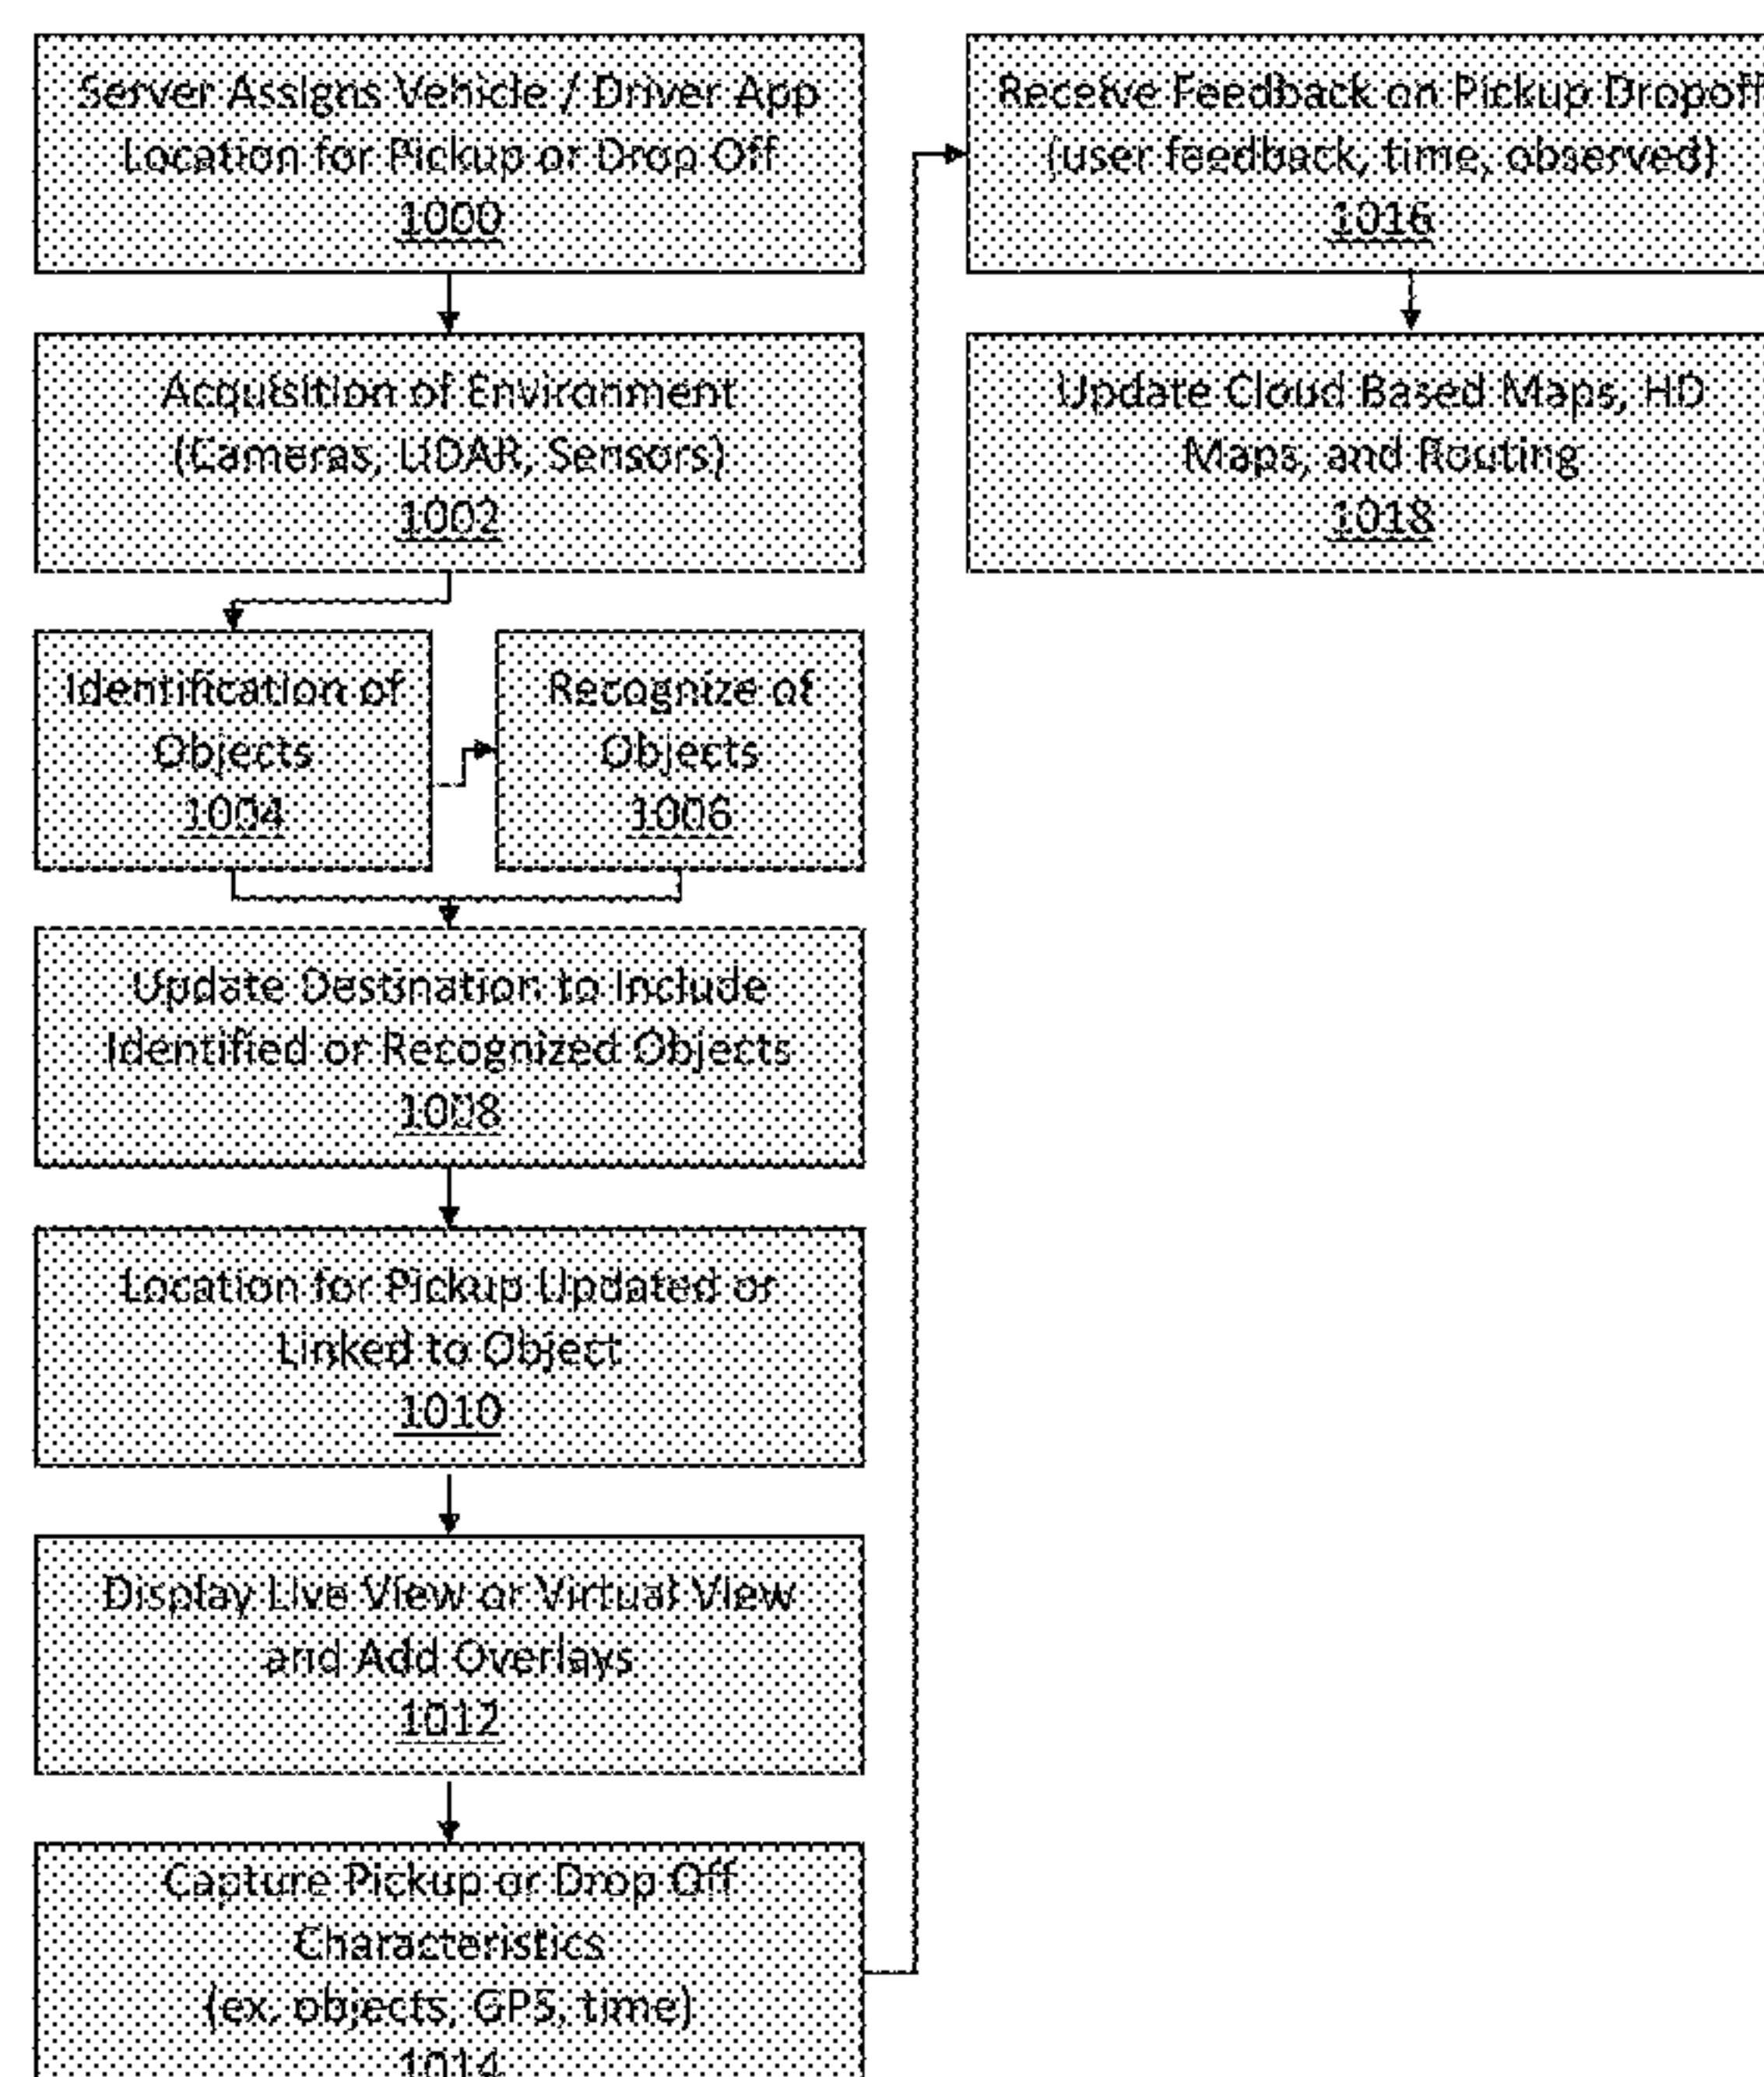 Server Assigns Vehicle / Driver App
Location for Pickup or Drop Off
1000
Acquisition of Environment
(Cameras, LIDAR, Sensors)
1002
Identification of
Objects
1004
Recognize of
Objects
1006
Update Destination to Include
Identified or Recognized Objects
1008
Location for Pickup Updated or
Linked to Object
1010
Display Live View or Virtual View
and Add Overlays
1012
Capture Pickup or Drop Off
Characteristics
(ex, objects, GPS, time)
1014
Receive Feedback on Pickup Dropoff
(user feedback, time, observed)
1016
Update Cloud Based Maps, HD
Maps, and Routing
1018